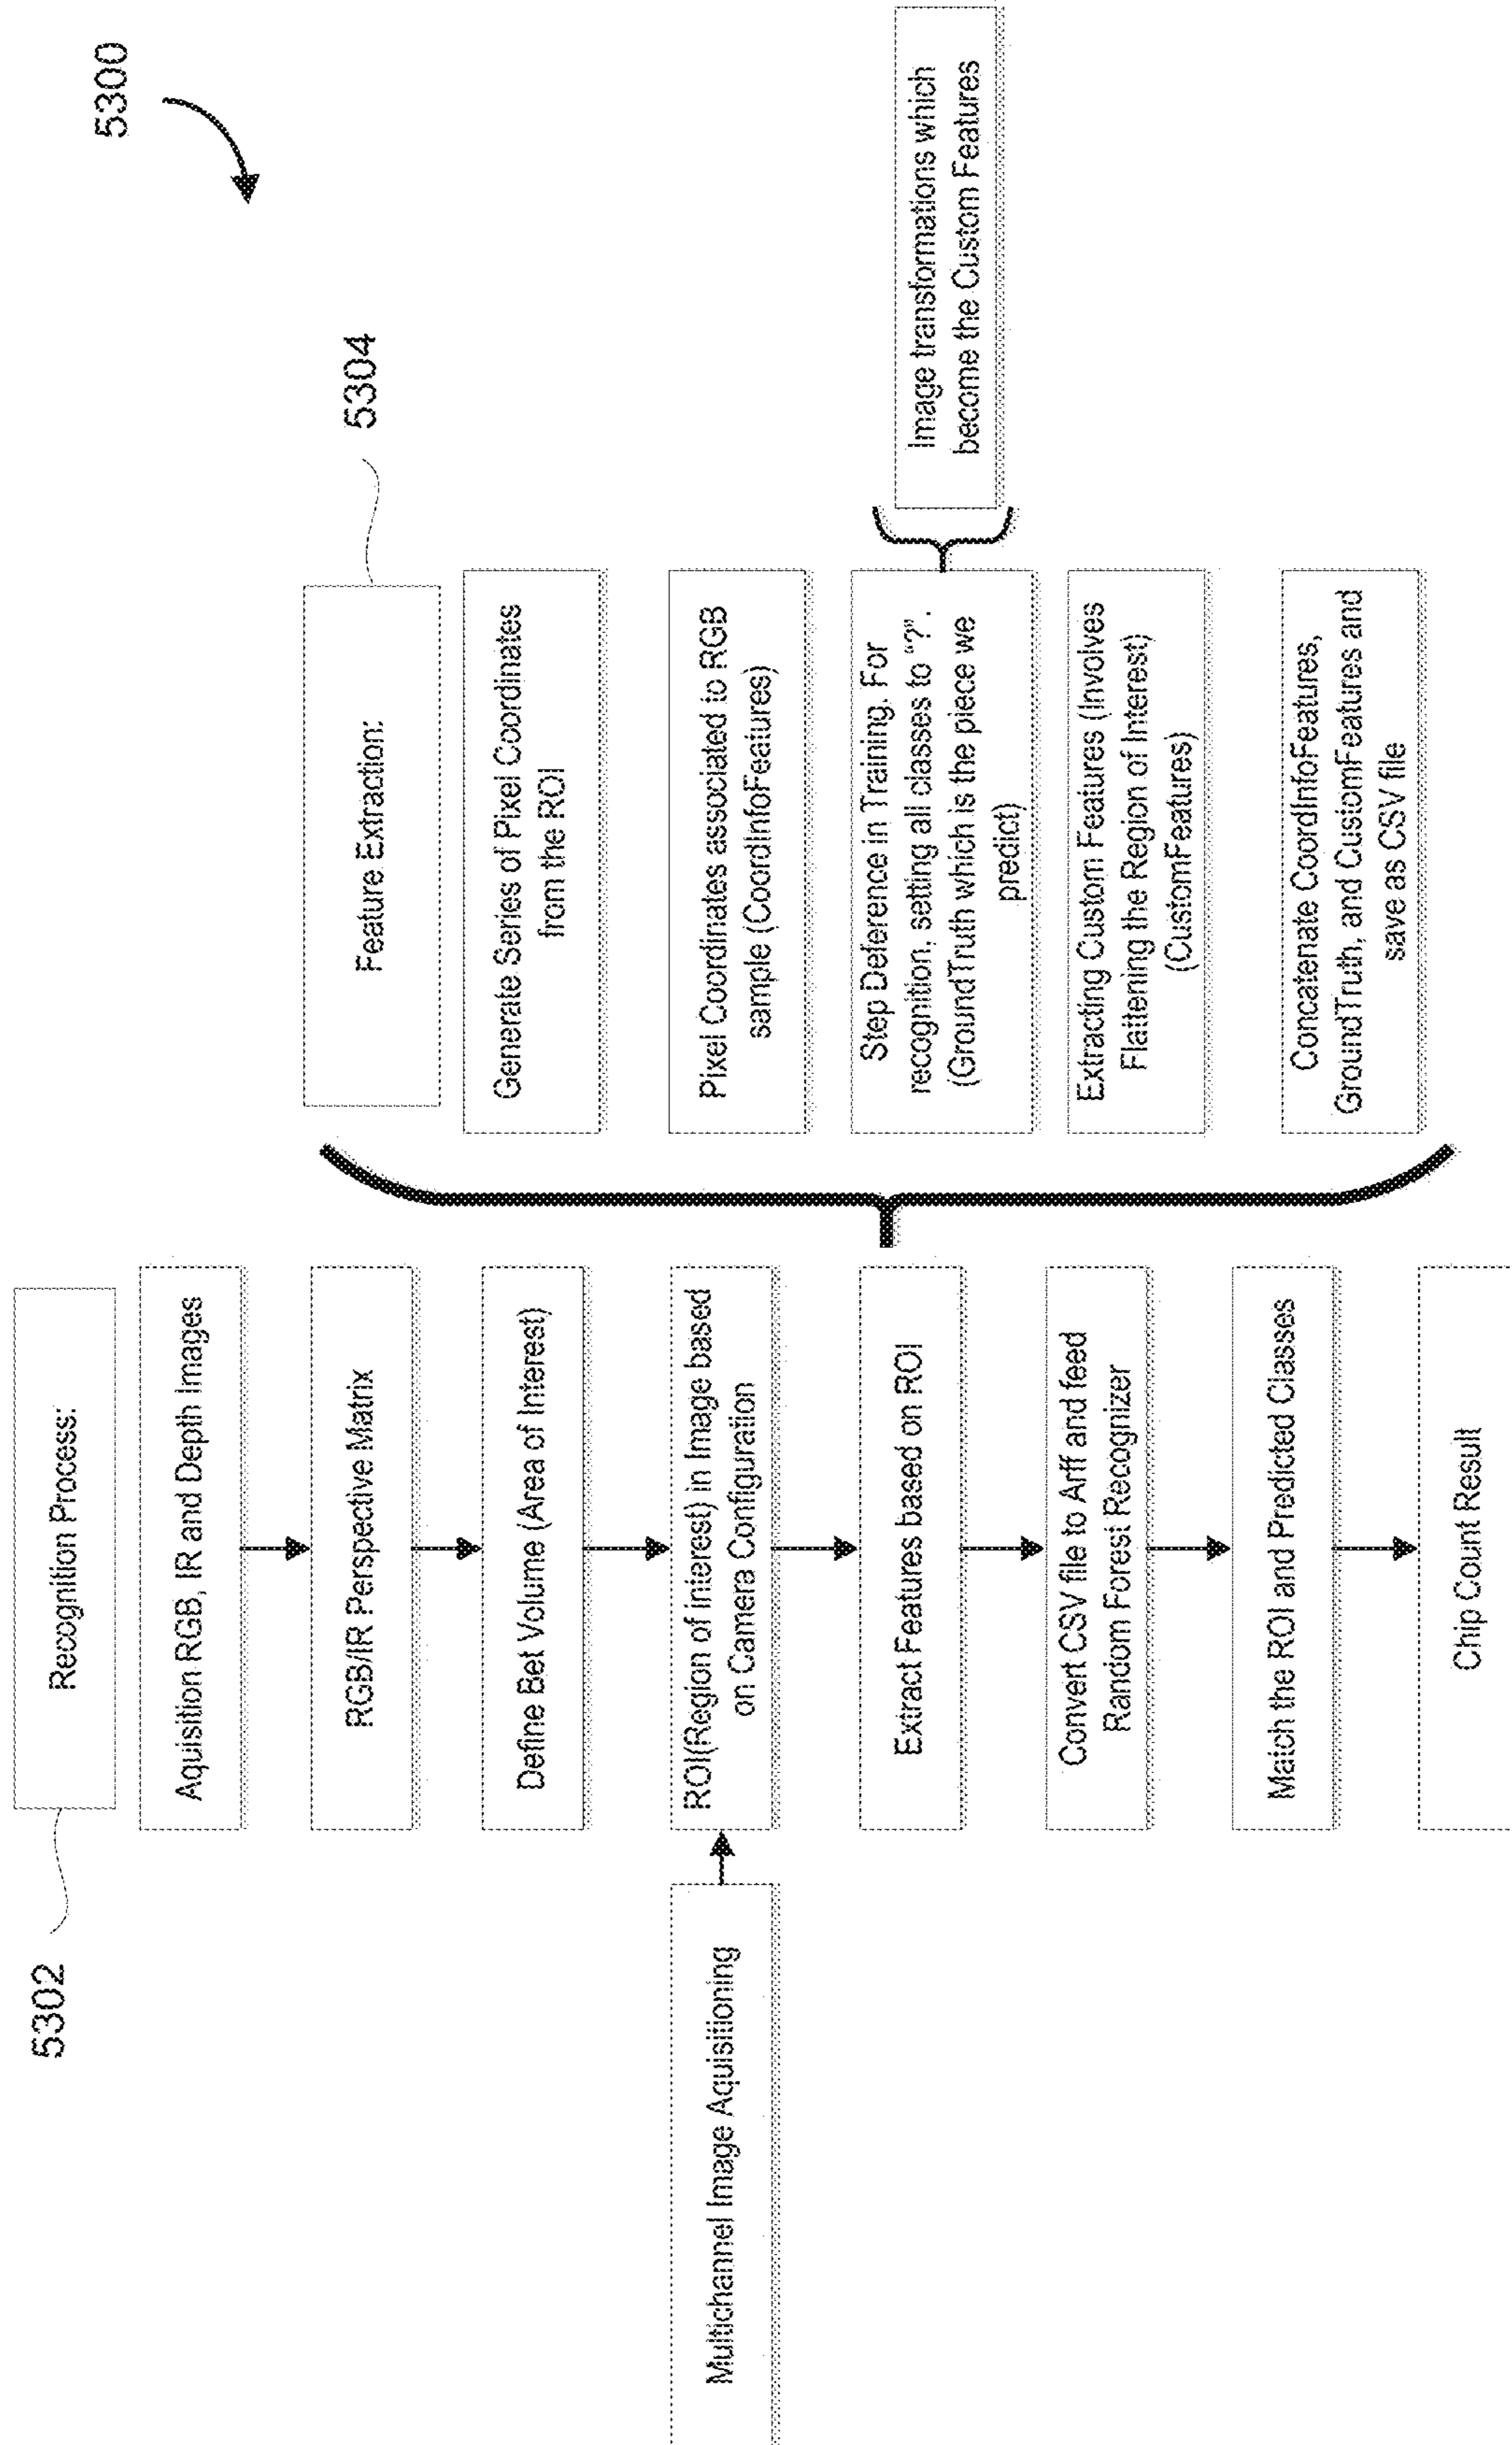 5300
5302
Recognition Process:
Aquisition RGB, IR and Depth Images
RGB/IR Perspective Matrix
Define Bet Volume (Area of Interest)
Multichannel Image Aquisitioning
ROI(Region of interest) in Image based
on Camera Configuration
Extract Features based on ROI
Convert CSV file to Arff and feed
Random Forest Recognizer
Match the ROI and Predicted Classes
Chip Count Result
5304
Feature Extraction:
Generate Series of Pixel Coordinates
from the ROI
Pixel Coordinates associated to RGB
sample (CoordInfoFeatures)
Step Deference in Training. For
recognition, setting all classes to "?".
(GroundTruth which is the piece we
predict)
Image transformations which
become the Custom Features
Extracting Custom Features (Involves
Flattening the Region of Interest)
(CustomFeatures)
Concatenate CoordInfoFeatures,
GroundTruth, and CustomFeatures and
save as CSV file